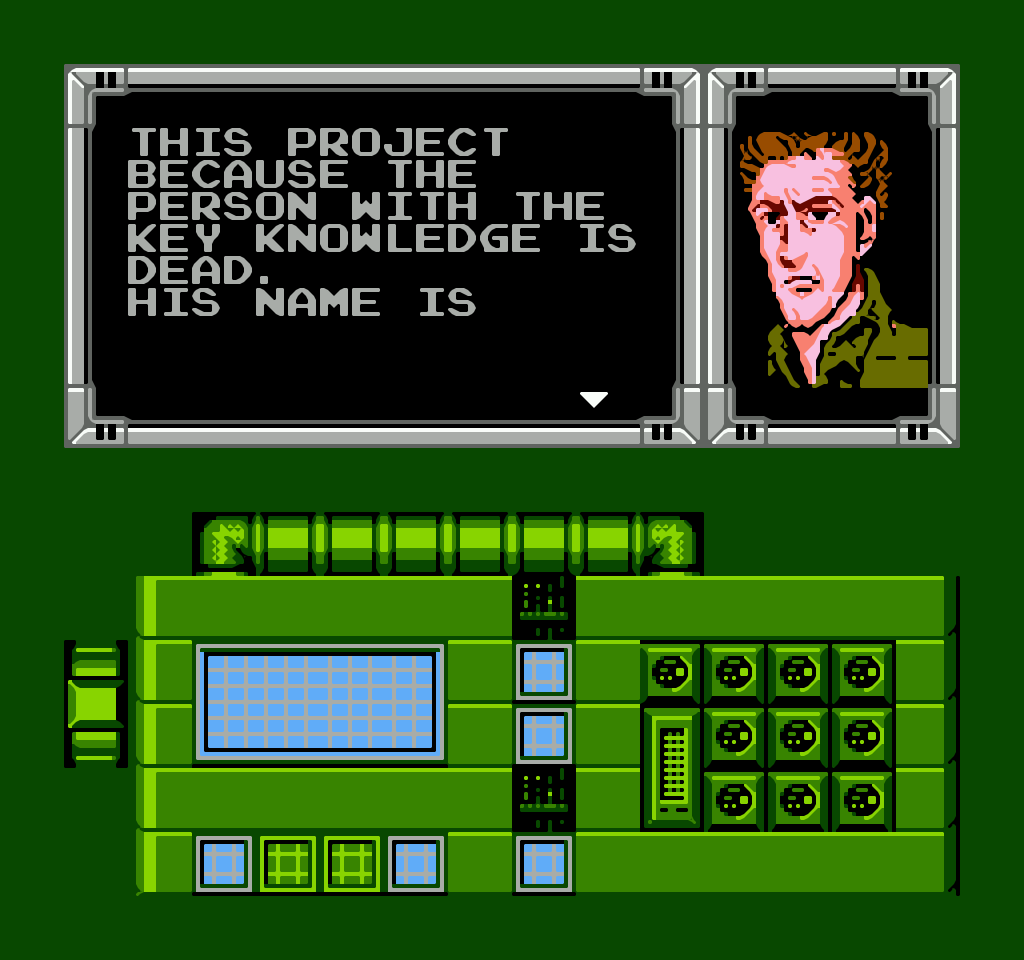 THIS PROJECT
BECAUSE THE
PERSON WITH THE
KEY KNOWLEDGE IS
DEAD.
HIS NAME IS